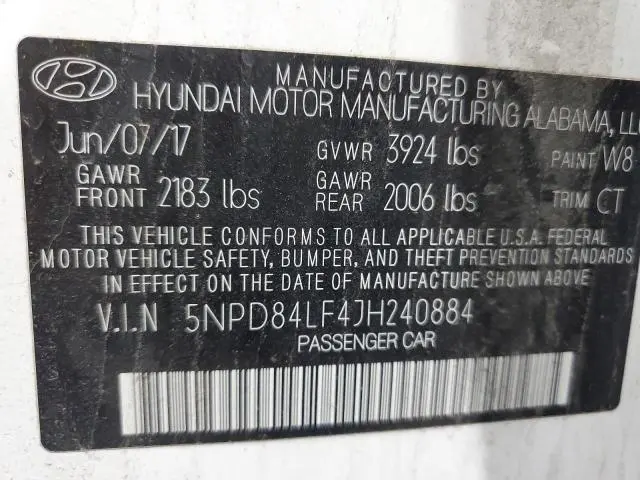 MANUFACTURED BY
HYUNDAI MOTOR MANUFACTURING ALABAMA, LLC
Jun/07/17 GVWR 3924 lbs PAINT W8
GAWR FRONT 2183 lbs GAWR REAR 2006 lbs TRIM CT
THIS VEHICLE CONFORMS TO ALL APPLICABLE U.S.A. FEDERAL
MOTOR VEHICLE SAFETY, BUMPER, AND THEFT PREVENTION STANDARDS
IN EFFECT ON THE DATE OF MANUFACTURE SHOWN ABOVE
V.I.N 5NPD84LF4JH240884
PASSENGER CAR